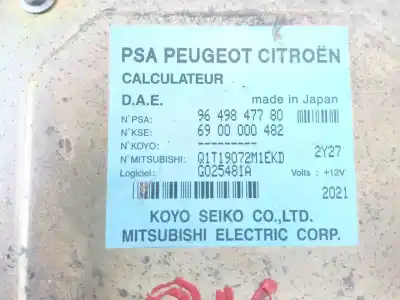 PSA PEUGEOT CITROËN
CALCULATEUR
D.A.E. made in Japan
N°PSA: 96 498 477 80
N°KSE: 69 00 000 482
N°KOYO: ---------
N°MITSUBISHI: Q1T19072M1EKD 2Y27
Logiciel: G025481A Volts : +12V
2021
KOYO SEIKO CO.,LTD.
MITSUBISHI ELECTRIC CORP.